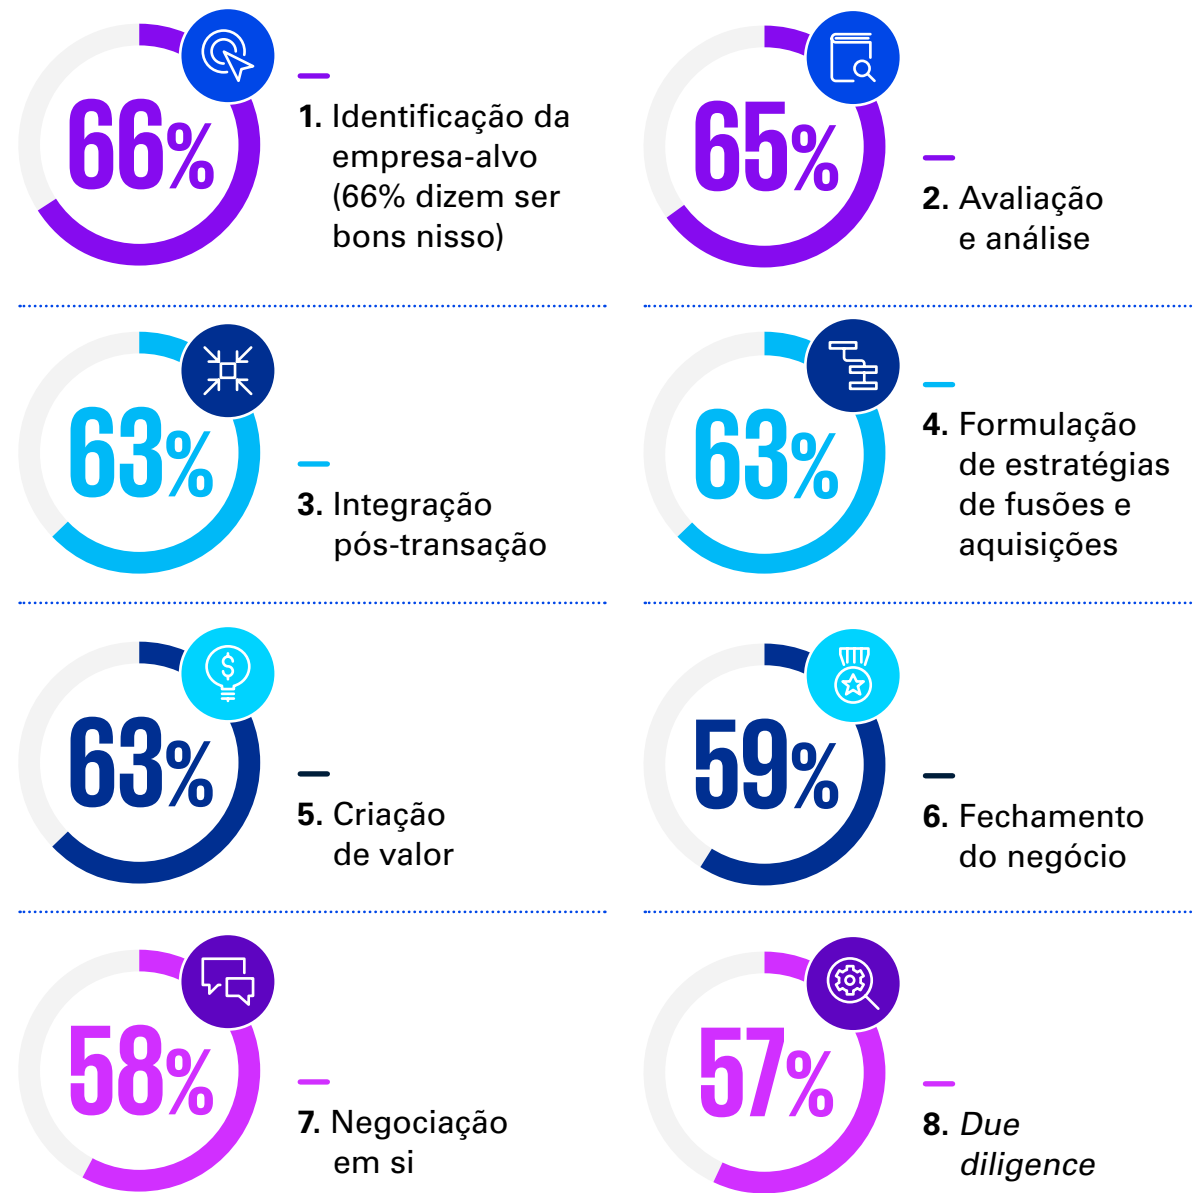 66%
1. Identificação da
empresa-alvo
(66% dizem ser
bons nisso)
65%
2. Avaliação
e análise
63%
3. Integração
pós-transação
63%
4. Formulação
de estratégias
de fusões e
aquisições
$
63%
5. Criação
de valor
59%
6. Fechamento
do negócio
58%
7. Negociação
em si
57%
8. Due
diligence